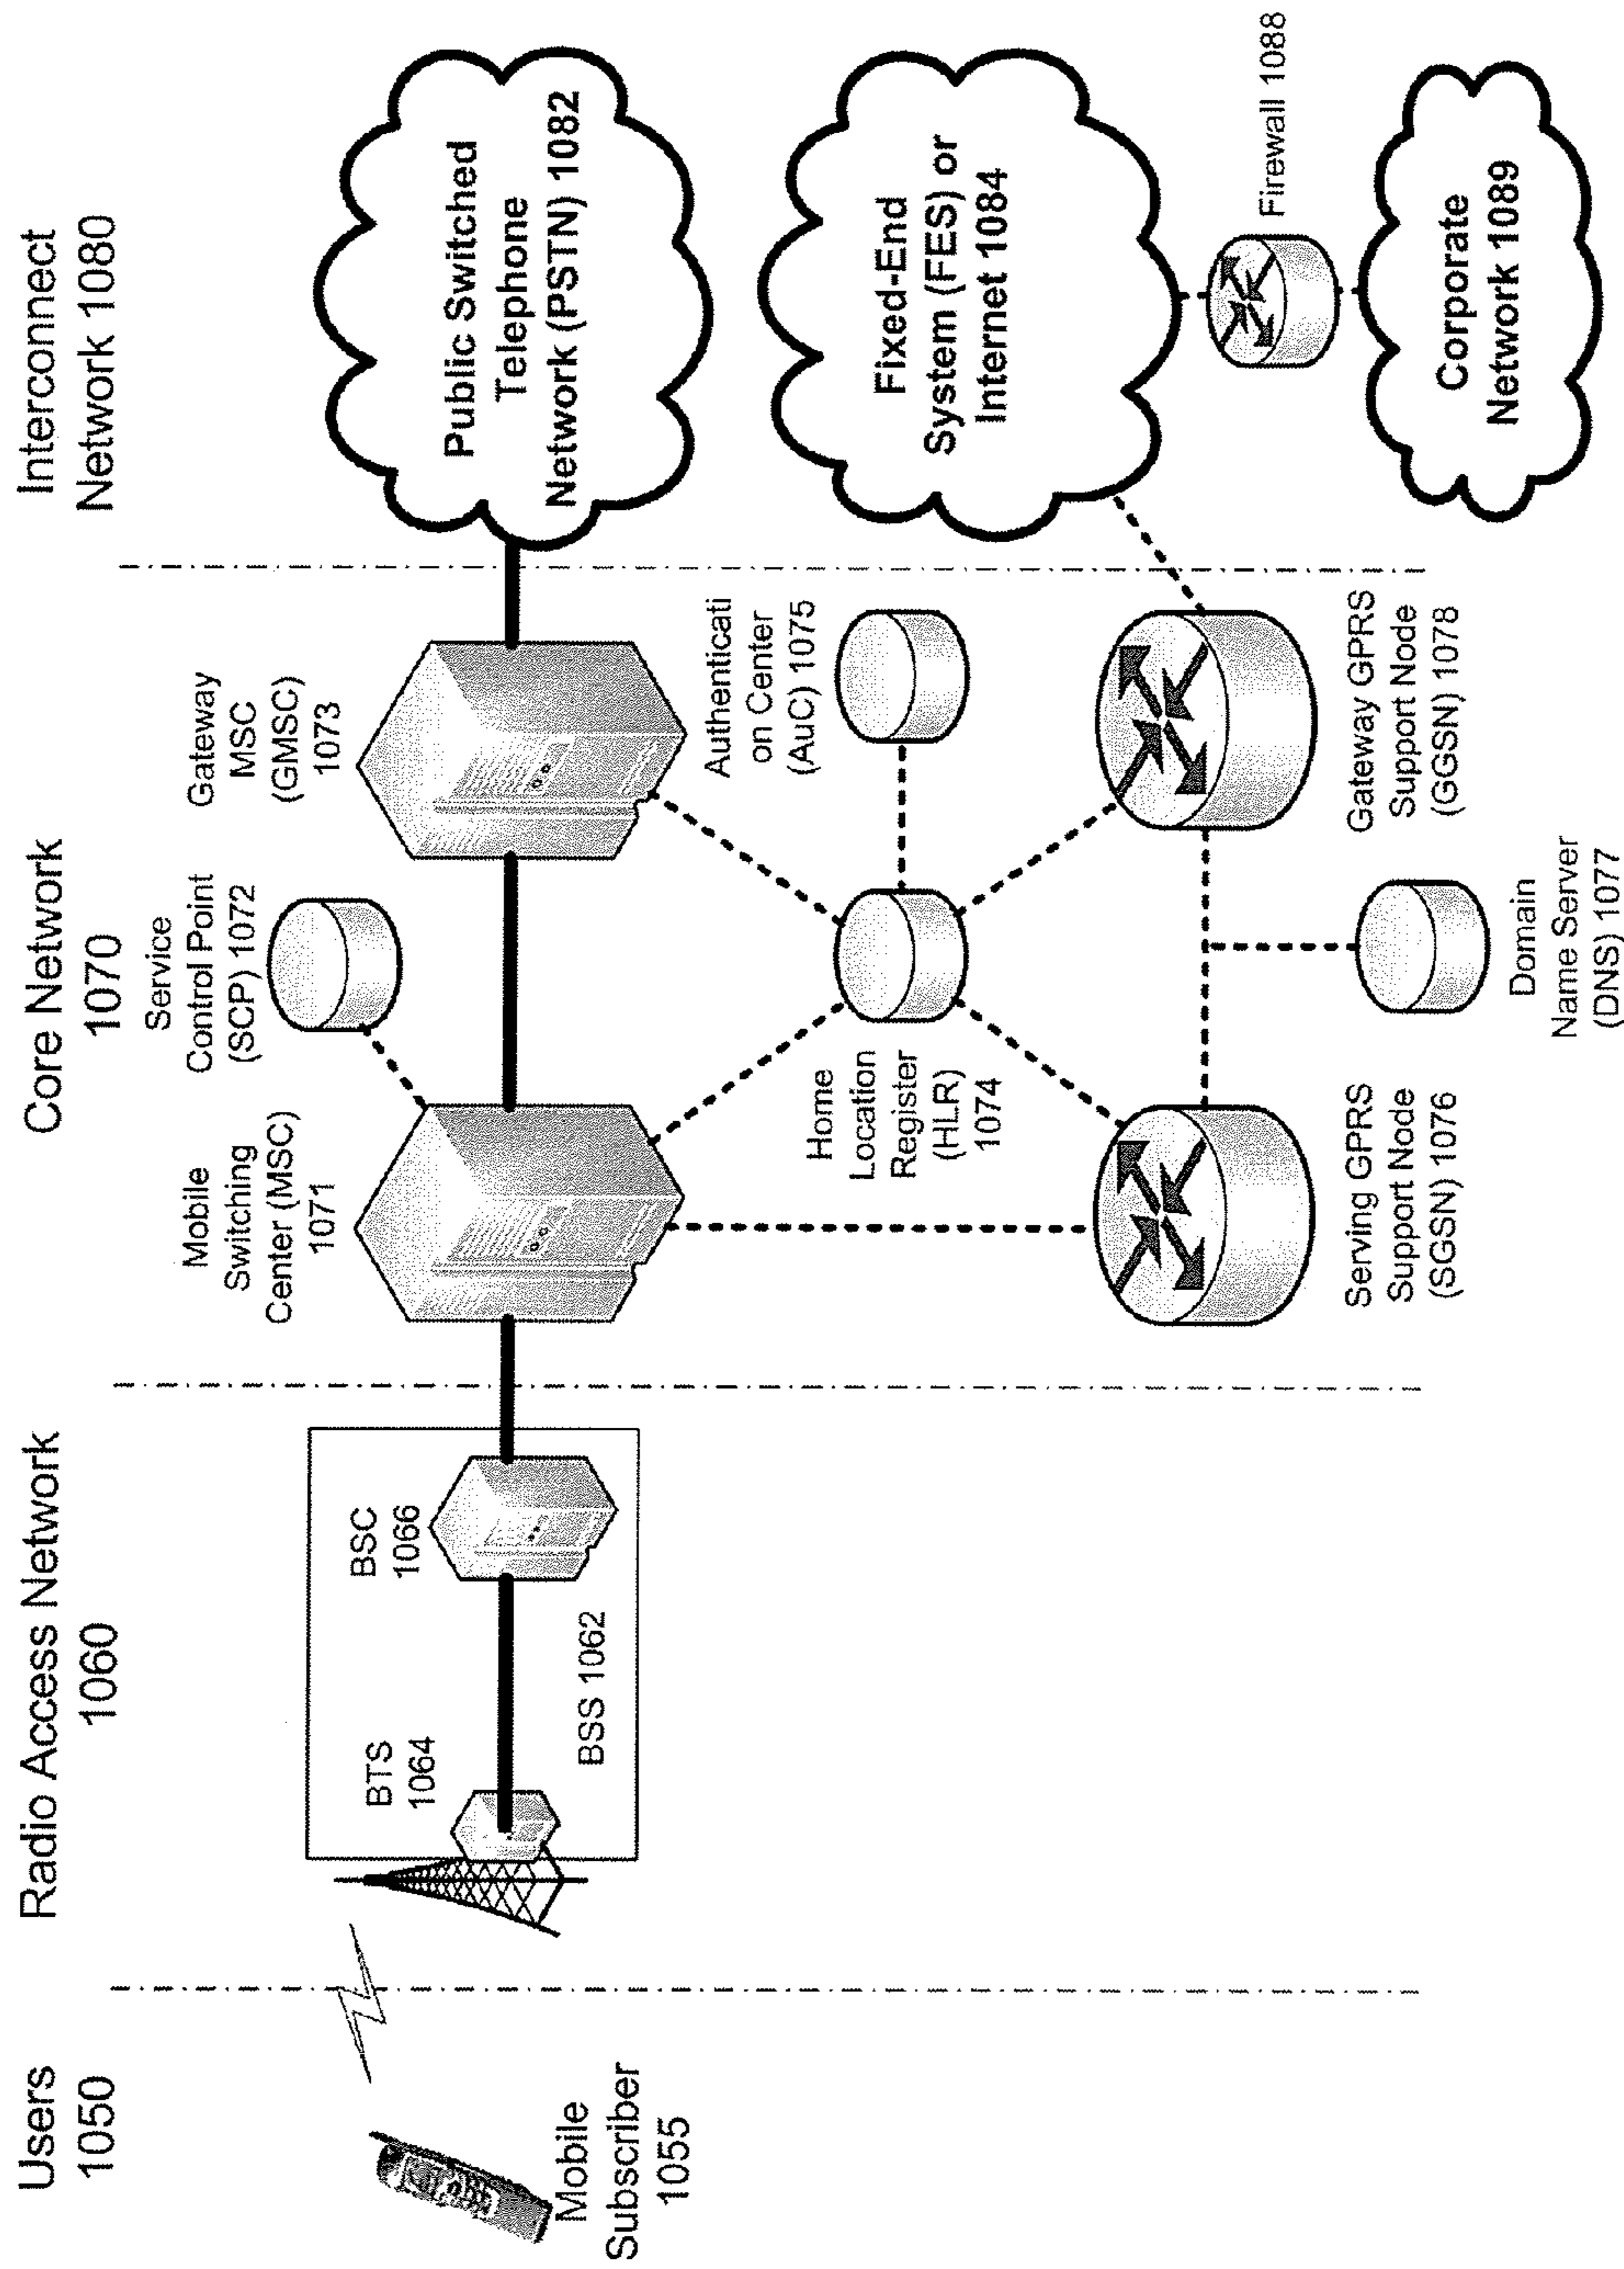 Users
1050
Radio Access Network
1060
Core Network
1070
Interconnect
Network 1080
Mobile
Subscriber
1055
BTS
1064
BSC
1066
BSS 1062
Mobile
Switching
Center (MSC)
1071
Service
Control Point
(SCP) 1072
Gateway
MSC
(GMSC)
1073
Home
Location
Register
(HLR)
1074
Authenticati
on Center
(AuC) 1075
Serving GPRS
Support Node
(SGSN) 1076
Domain
Name Server
(DNS) 1077
Gateway GPRS
Support Node
(GGSN) 1078
Public Switched
Telephone
Network (PSTN) 1082
Fixed-End
System (FES) or
Internet 1084
Firewall 1088
Corporate
Network 1089